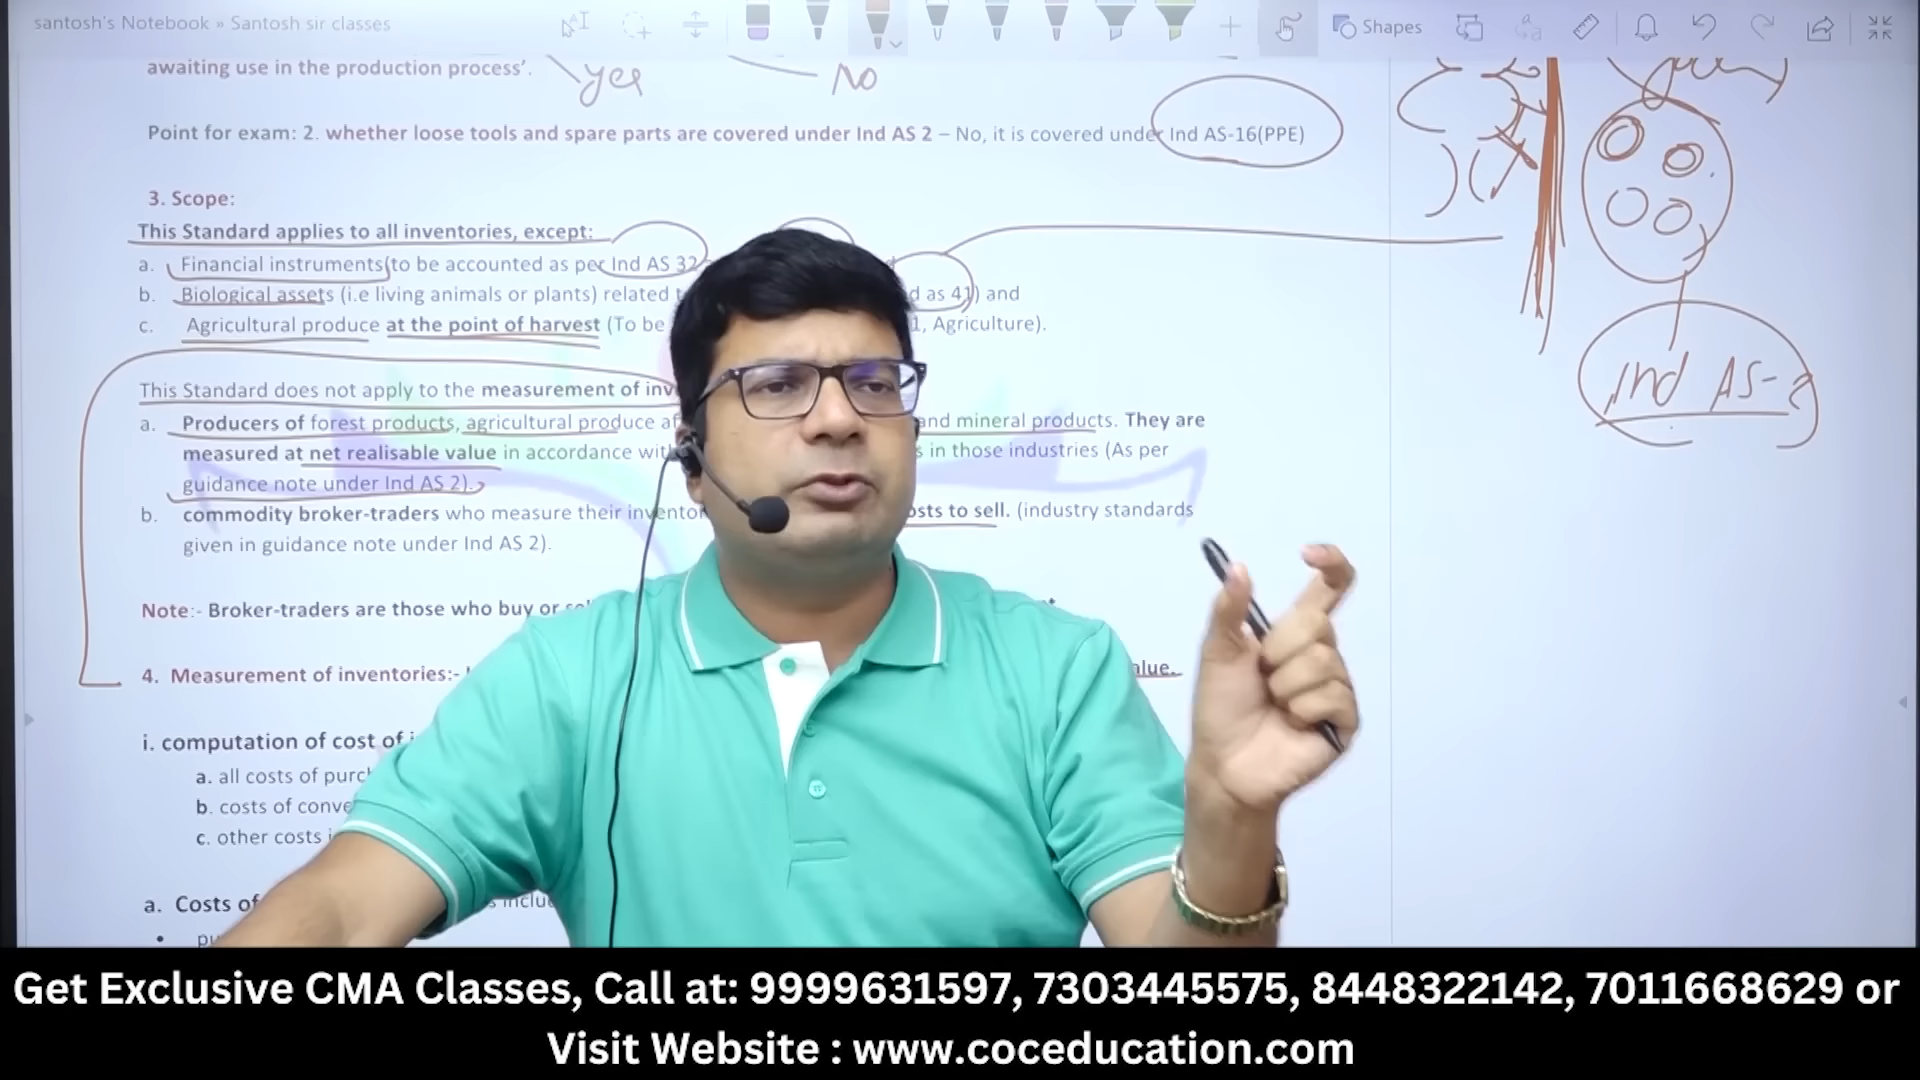 santosh's Notebook » Santosh sir classes
Shapes
awaiting use in the production process'.
yes
No
Point for exam: 2. whether loose tools and spare parts are covered under Ind AS 2 – No, it is covered under Ind AS-16(PPE)
3. Scope:
This Standard applies to all inventories, except:
a. Financial instruments(to be accounted as per Ind AS 32
b. Biological assets (i.e living animals or plants) related as 41) and
c. Agricultural produce at the point of harvest (To be 1, Agriculture).
Ind AS-2
This Standard does not apply to the measurement of
a. Producers of forest products, agricultural produce and mineral products. They are
measured at net realisable value in accordance in those industries (As per
guidance note under Ind AS 2).
b. commodity broker-traders who measure their to sell. (industry standards
given in guidance note under Ind AS 2).
Note:- Broker-traders are those who buy or
4. Measurement of inventories:-
i. computation of cost of
a. all costs of
b. costs of
c. other costs
a. Costs of
Get Exclusive CMA Classes, Call at: 9999631597, 7303445575, 8448322142, 7011668629 or
Visit Website : www.coceducation.com